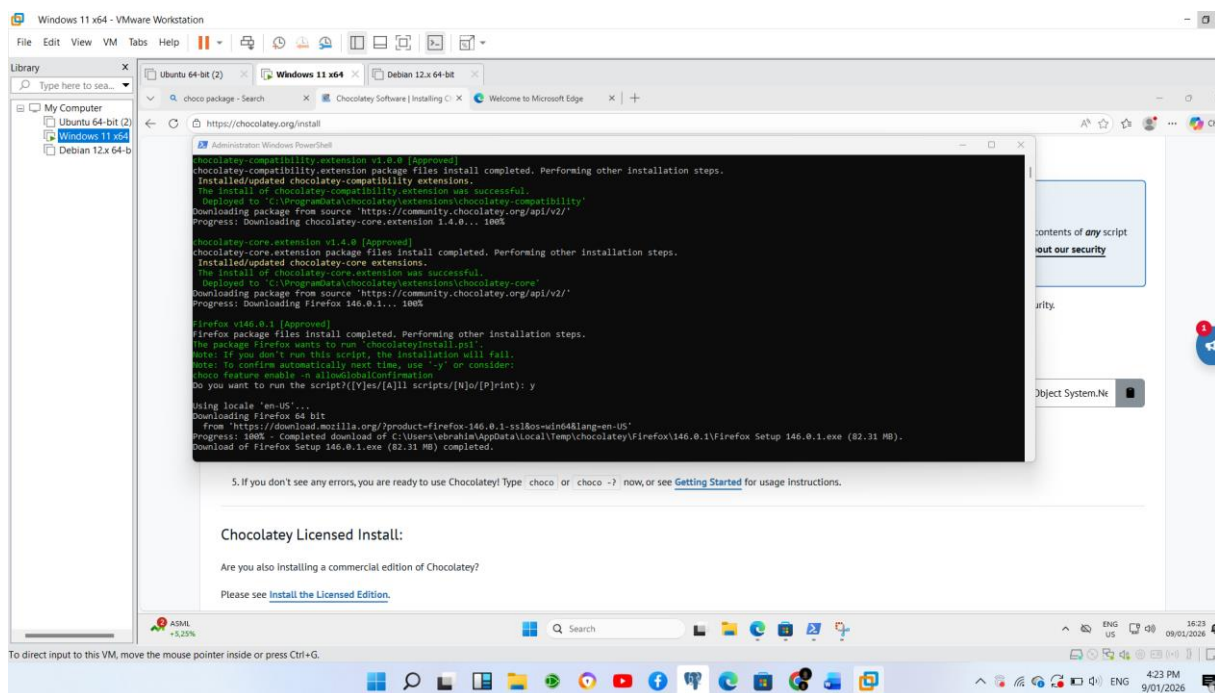 Windows 11 x64 - VMware Workstation
File Edit View VM Tabs Help
Library X
Type here to sea...
My Computer
Ubuntu 64-bit (2)
Windows 11 x64
Debian 12.x 64-b
Ubuntu 64-bit (2) Windows 11 x64 Debian 12.x 64-bit
choco package - Search Chocolatey Software | Installing C Welcome to Microsoft Edge
https://chocolatey.org/install
Administrator: Windows PowerShell
chocolatey-compatibility.extension v1.0.0 [Approved]
chocolatey-compatibility.extension package files install completed. Performing other installation steps.
Installed/updated chocolatey-compatibility extensions.
The install of chocolatey-compatibility.extension was successful.
Deployed to 'C:\ProgramData\chocolatey\extensions\chocolatey-compatibility'
Downloading package from source 'https://community.chocolatey.org/api/v2/'
Progress: Downloading chocolatey-core.extension 1.4.0... 100%
chocolatey-core.extension v1.4.0 [Approved]
chocolatey-core.extension package files install completed. Performing other installation steps.
Installed/updated chocolatey-core extensions.
The install of chocolatey-core.extension was successful.
Deployed to 'C:\ProgramData\chocolatey\extensions\chocolatey-core'
Downloading package from source 'https://community.chocolatey.org/api/v2/'
Progress: Downloading Firefox 146.0.1... 100%
Firefox v146.0.1 [Approved]
Firefox package files install completed. Performing other installation steps.
The package Firefox wants to run 'chocolateyInstall.ps1'.
Note: If you don't run this script, the installation will fail.
Note: To confirm automatically next time, use '-y' or consider:
choco feature enable -n allowGlobalConfirmation
Do you want to run the script?([Y]es/[A]ll scripts/[N]o/[P]rint): y
Using locale 'en-US'...
Downloading Firefox 64 bit
from 'https://download.mozilla.org/?product=firefox-146.0.1-ssl&os=win64&lang=en-US'
Progress: 100% - Completed download of C:\Users\ebrahim\AppData\Local\Temp\chocolatey\Firefox\146.0.1\Firefox Setup 146.0.1.exe (82.31 MB).
Download of Firefox Setup 146.0.1.exe (82.31 MB) completed.
contents of any script
out our security
urity.
1
Object System.Ne
5. If you don't see any errors, you are ready to use Chocolatey! Type choco or choco -? now, or see Getting Started for usage instructions.
Chocolatey Licensed Install:
Are you also installing a commercial edition of Chocolatey?
Please see Install the Licensed Edition.
2 ASML
+3,25%
Search
ENG
US
16:23
09/01/2026
To direct input to this VM, move the mouse pointer inside or press Ctrl+G.
ENG
4:23 PM
9/01/2026